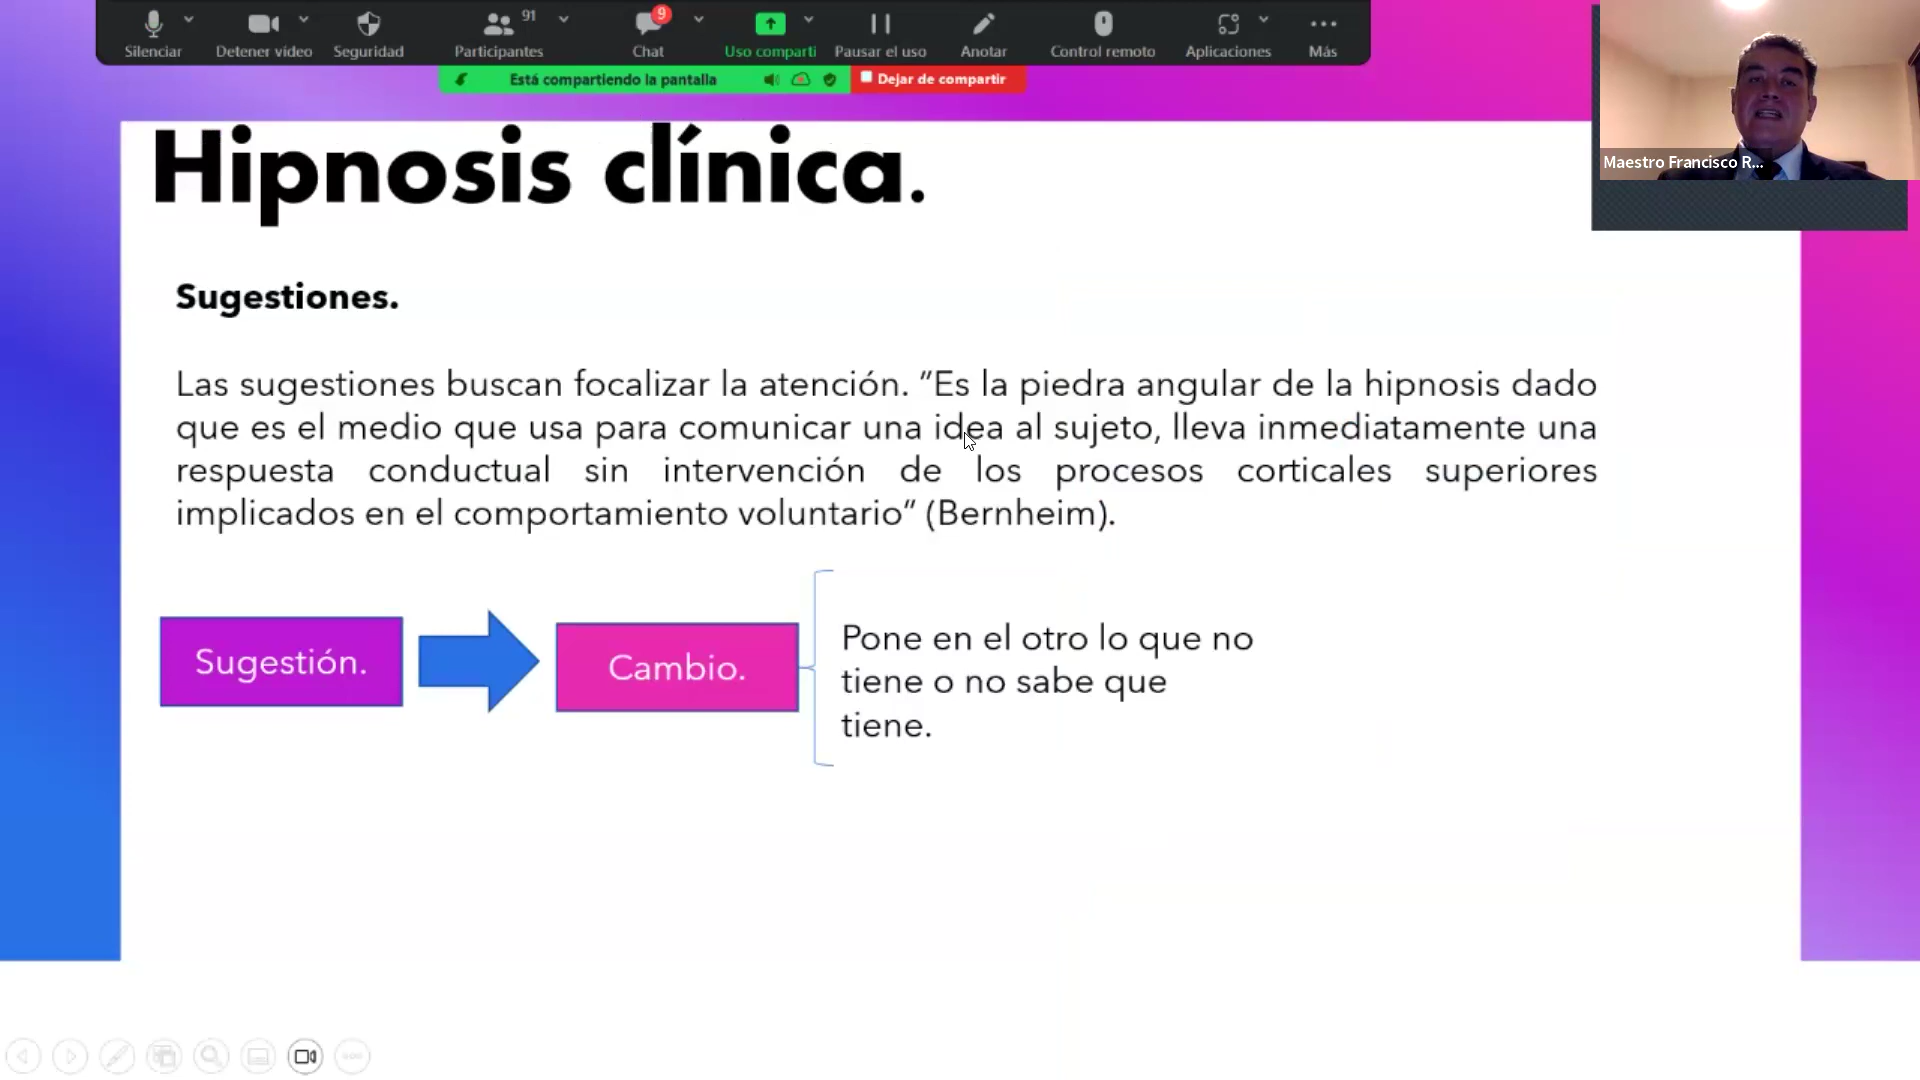 91
9
Silenciar
Detener vídeo
Seguridad
Participantes
Chat
Uso comparti
Pausar el uso
Anotar
Control remoto
Aplicaciones
Más
Está compartiendo la pantalla
Dejar de compartir
Maestro Francisco R...
Hipnosis clínica.
Sugestiones.
Las sugestiones buscan focalizar la atención. "Es la piedra angular de la hipnosis dado
que es el medio que usa para comunicar una idea al sujeto, lleva inmediatamente una
respuesta conductual sin intervención de los procesos corticales superiores
implicados en el comportamiento voluntario" (Bernheim).
Sugestión.
Cambio.
Pone en el otro lo que no
tiene o no sabe que
tiene.